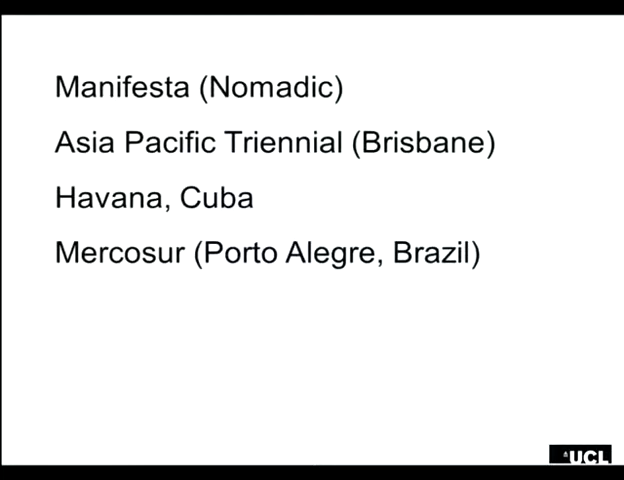 Manifesta (Nomadic)
Asia Pacific Triennial (Brisbane)
Havana, Cuba
Mercosur (Porto Alegre, Brazil)
UCL